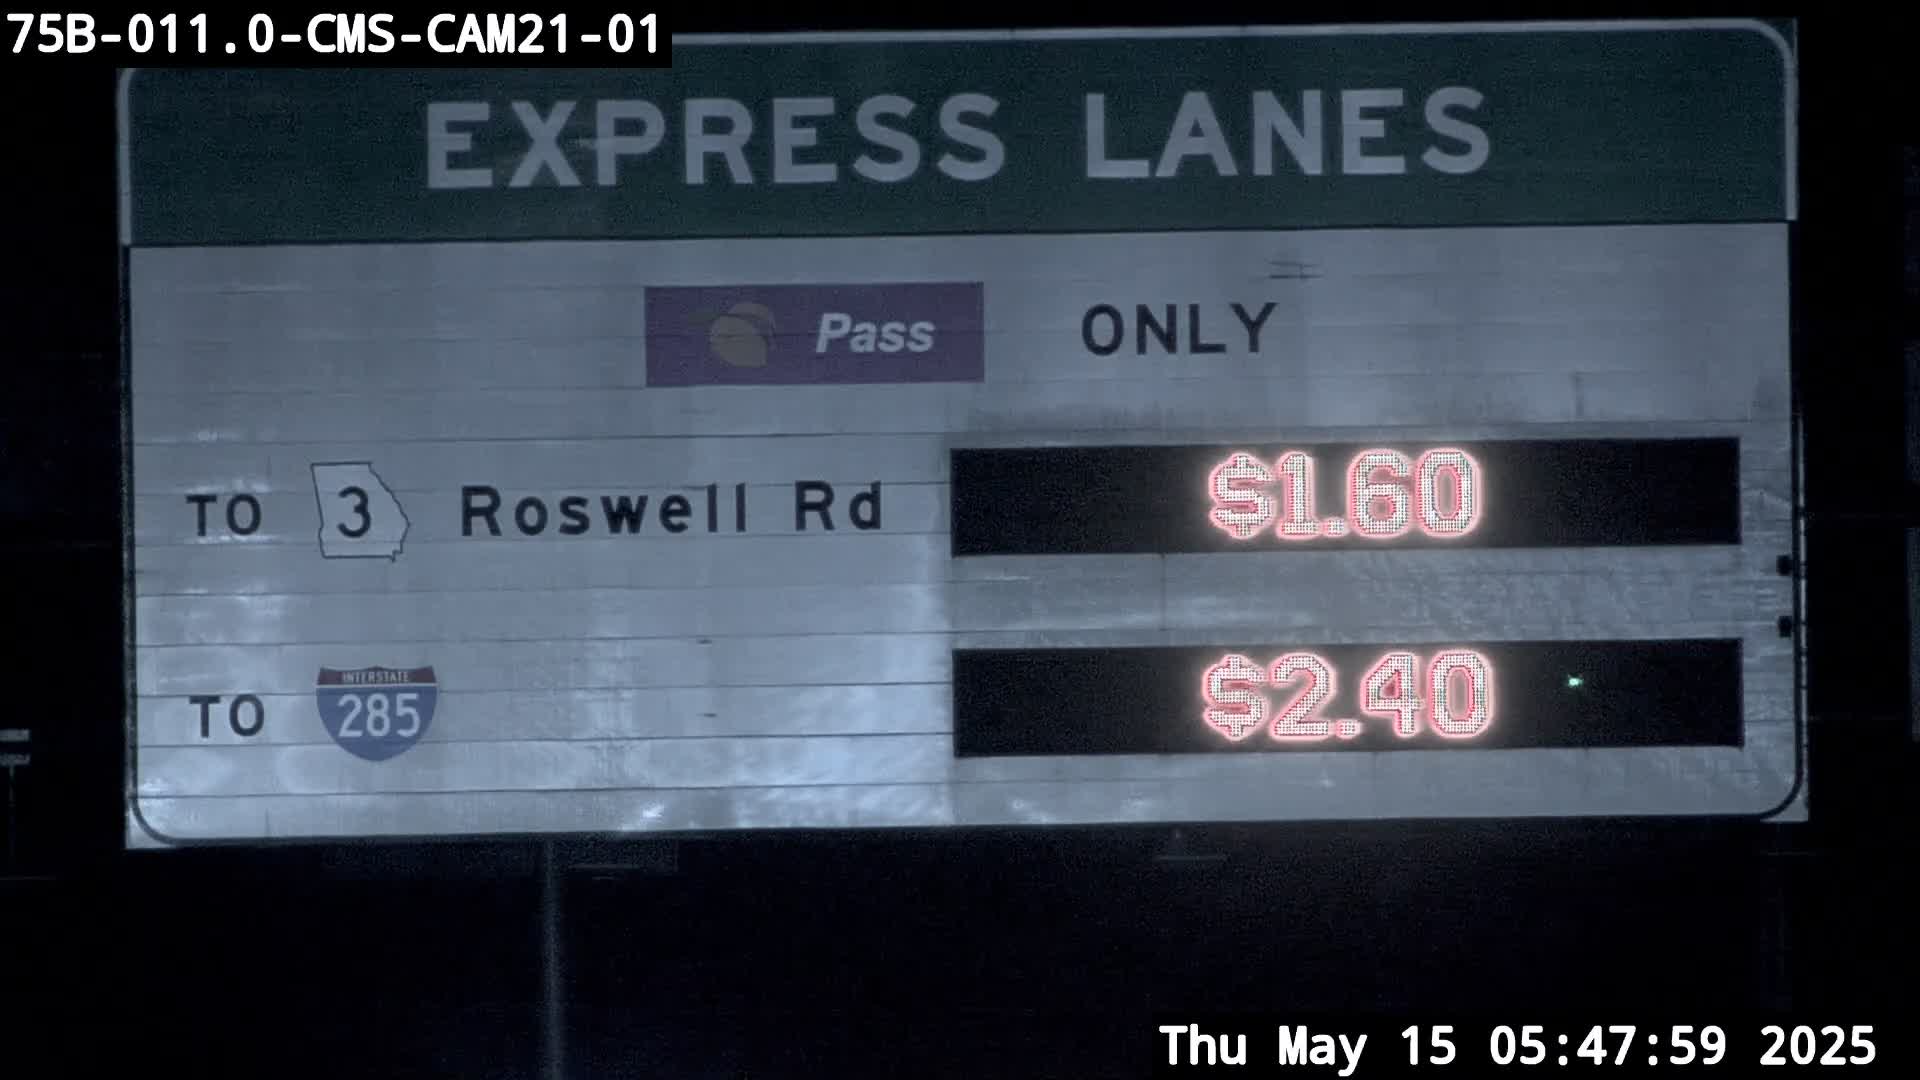 75B-011.0-CMS-CAM21-01
EXPRESS LANES
Pass ONLY
TO 3 Roswell Rd $1.60
TO INTERSTATE 285 $2.40
Thu May 15 05:47:59 2025